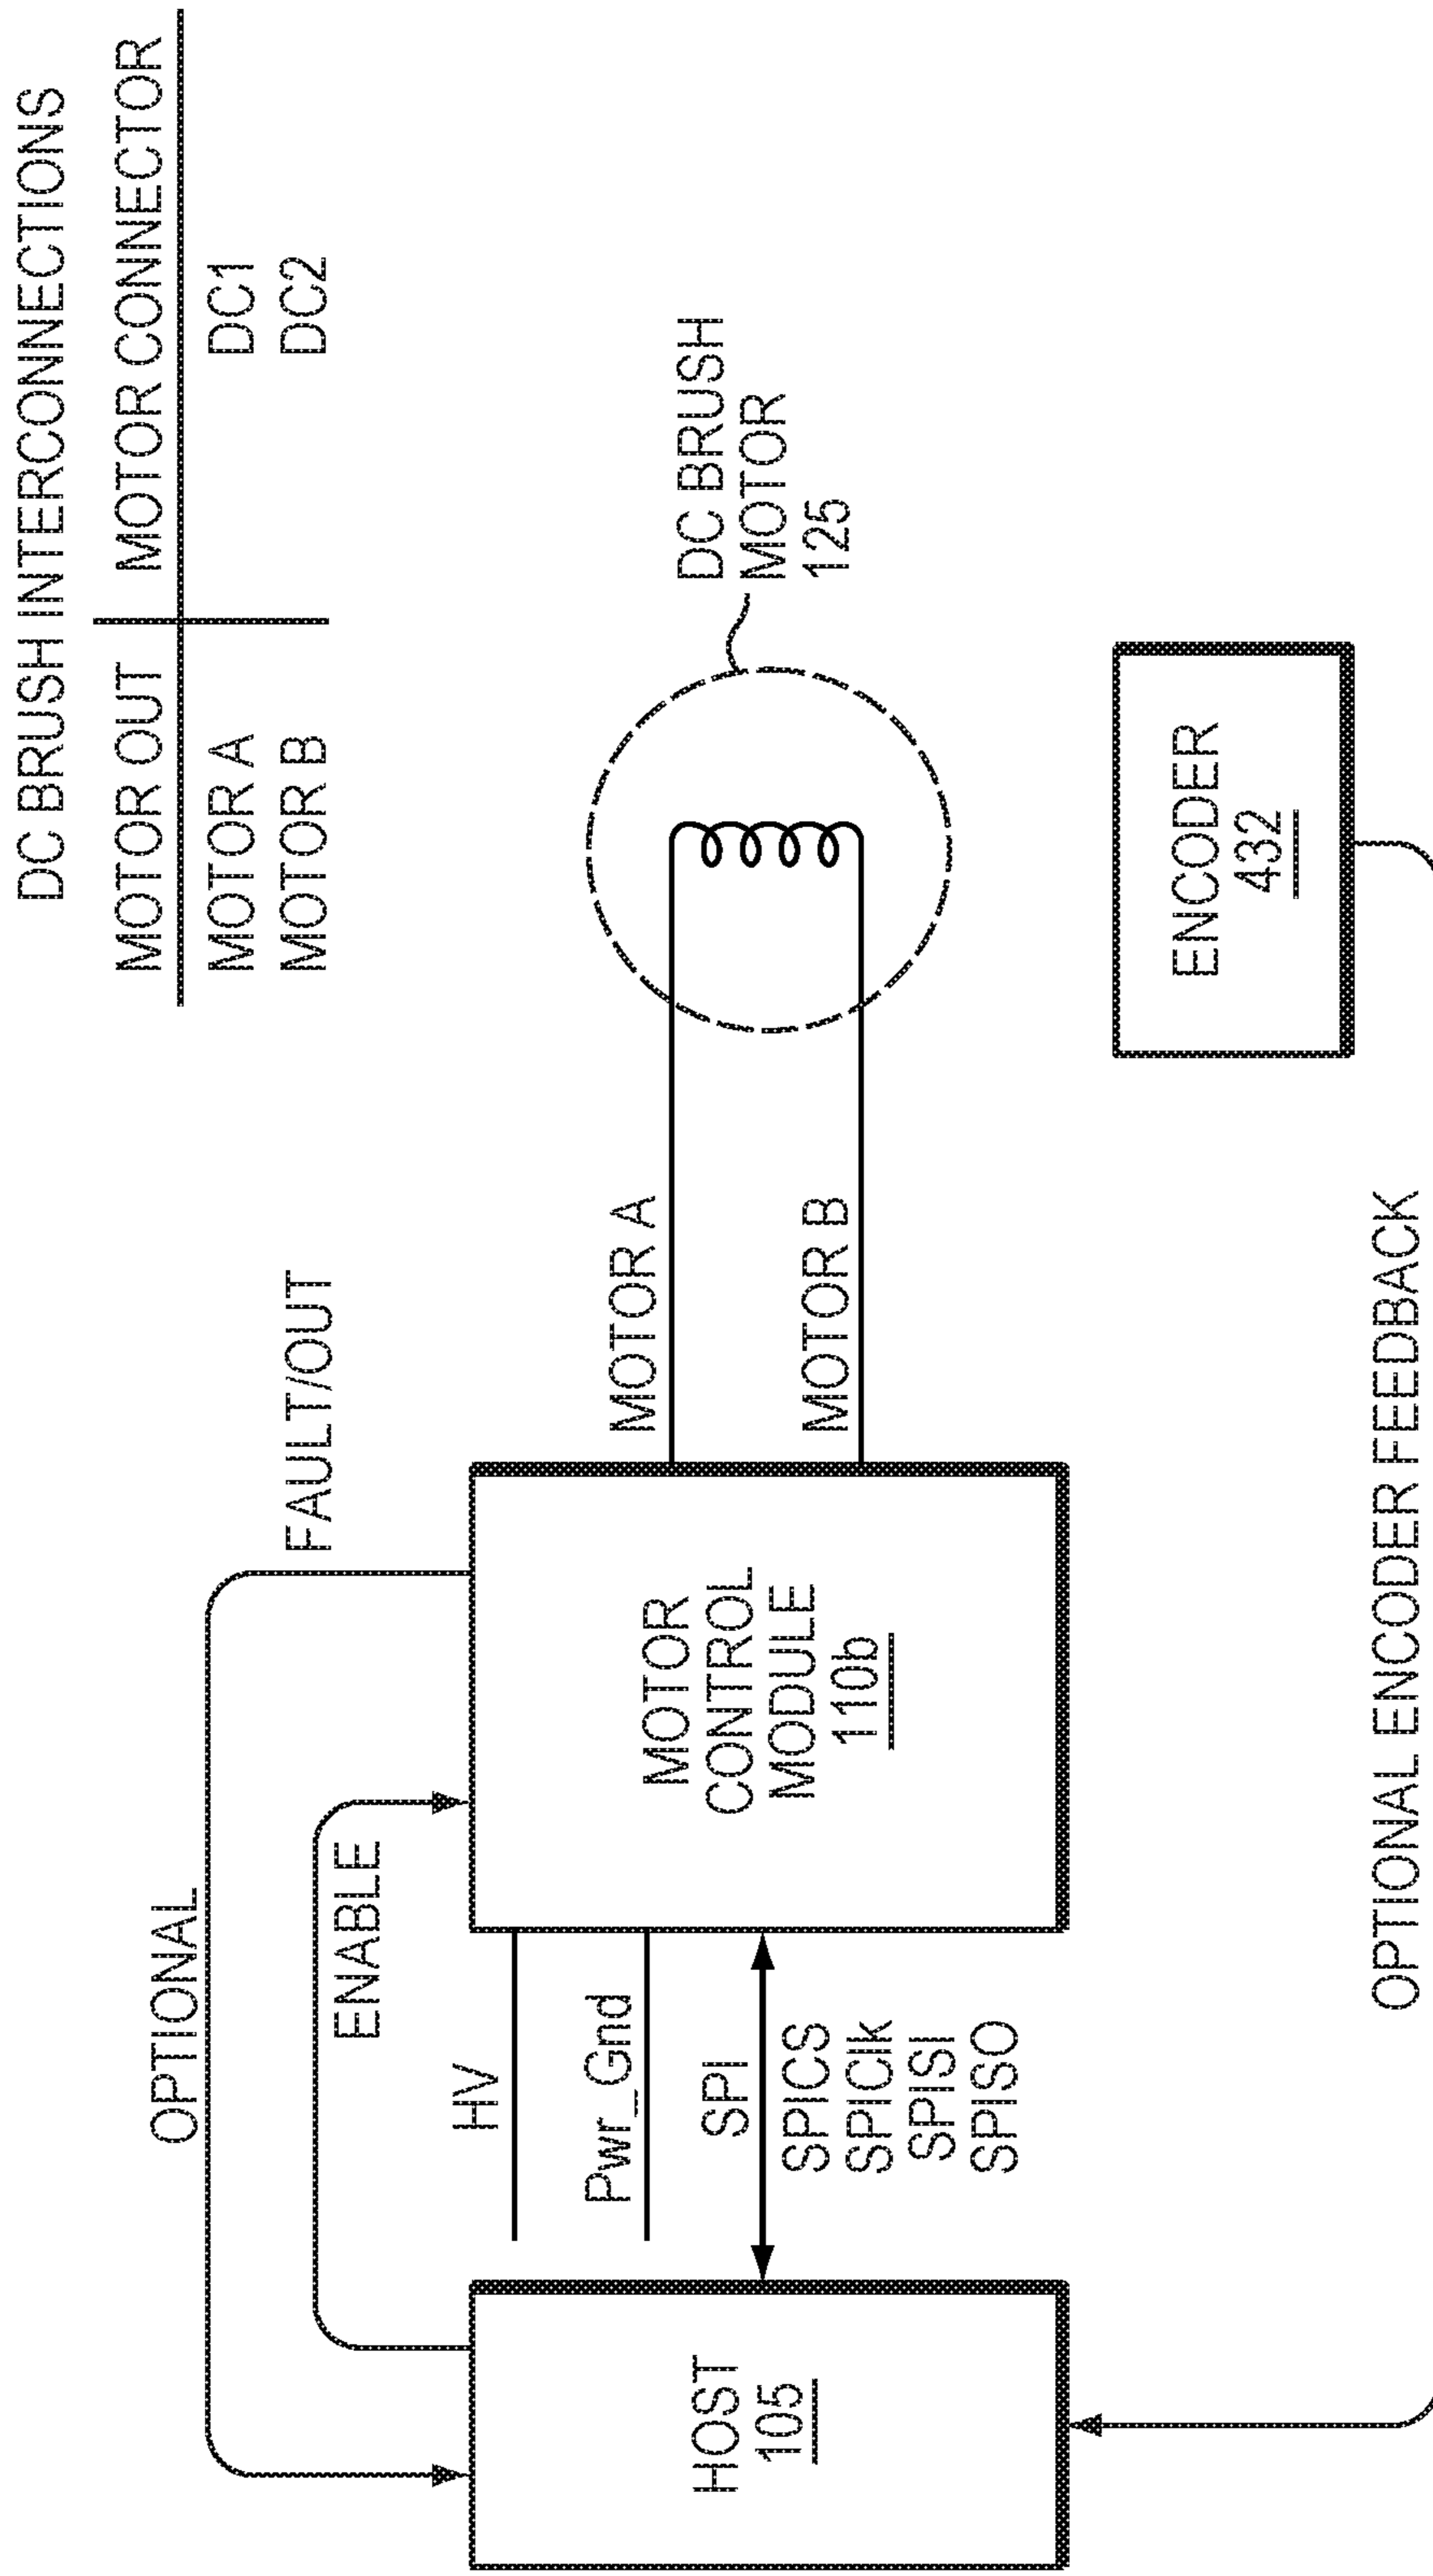 DC BRUSH INTERCONNECTIONS
MOTOR OUT MOTOR CONNECTOR
MOTOR A DC1
MOTOR B DC2
OPTIONAL
FAULT/OUT
ENABLE
HV
Pwr_Gnd
SPI
SPICS
SPICIK
SPISI
SPISO
HOST
105
MOTOR
CONTROL
MODULE
110b
MOTOR A
MOTOR B
DC BRUSH
MOTOR
125
ENCODER
432
OPTIONAL ENCODER FEEDBACK